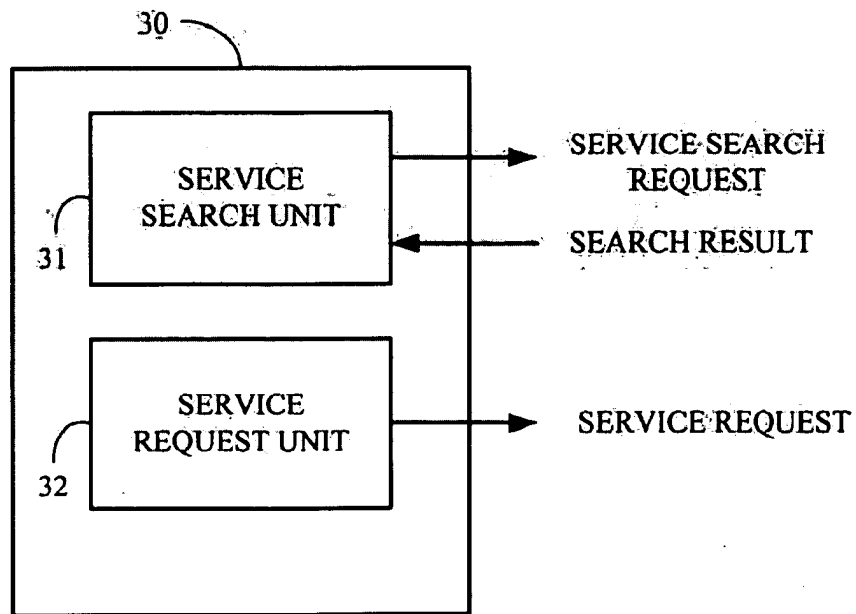 30
SERVICE
SEARCH UNIT
31
SERVICE SEARCH
REQUEST
SEARCH RESULT
SERVICE
REQUEST UNIT
32
SERVICE REQUEST